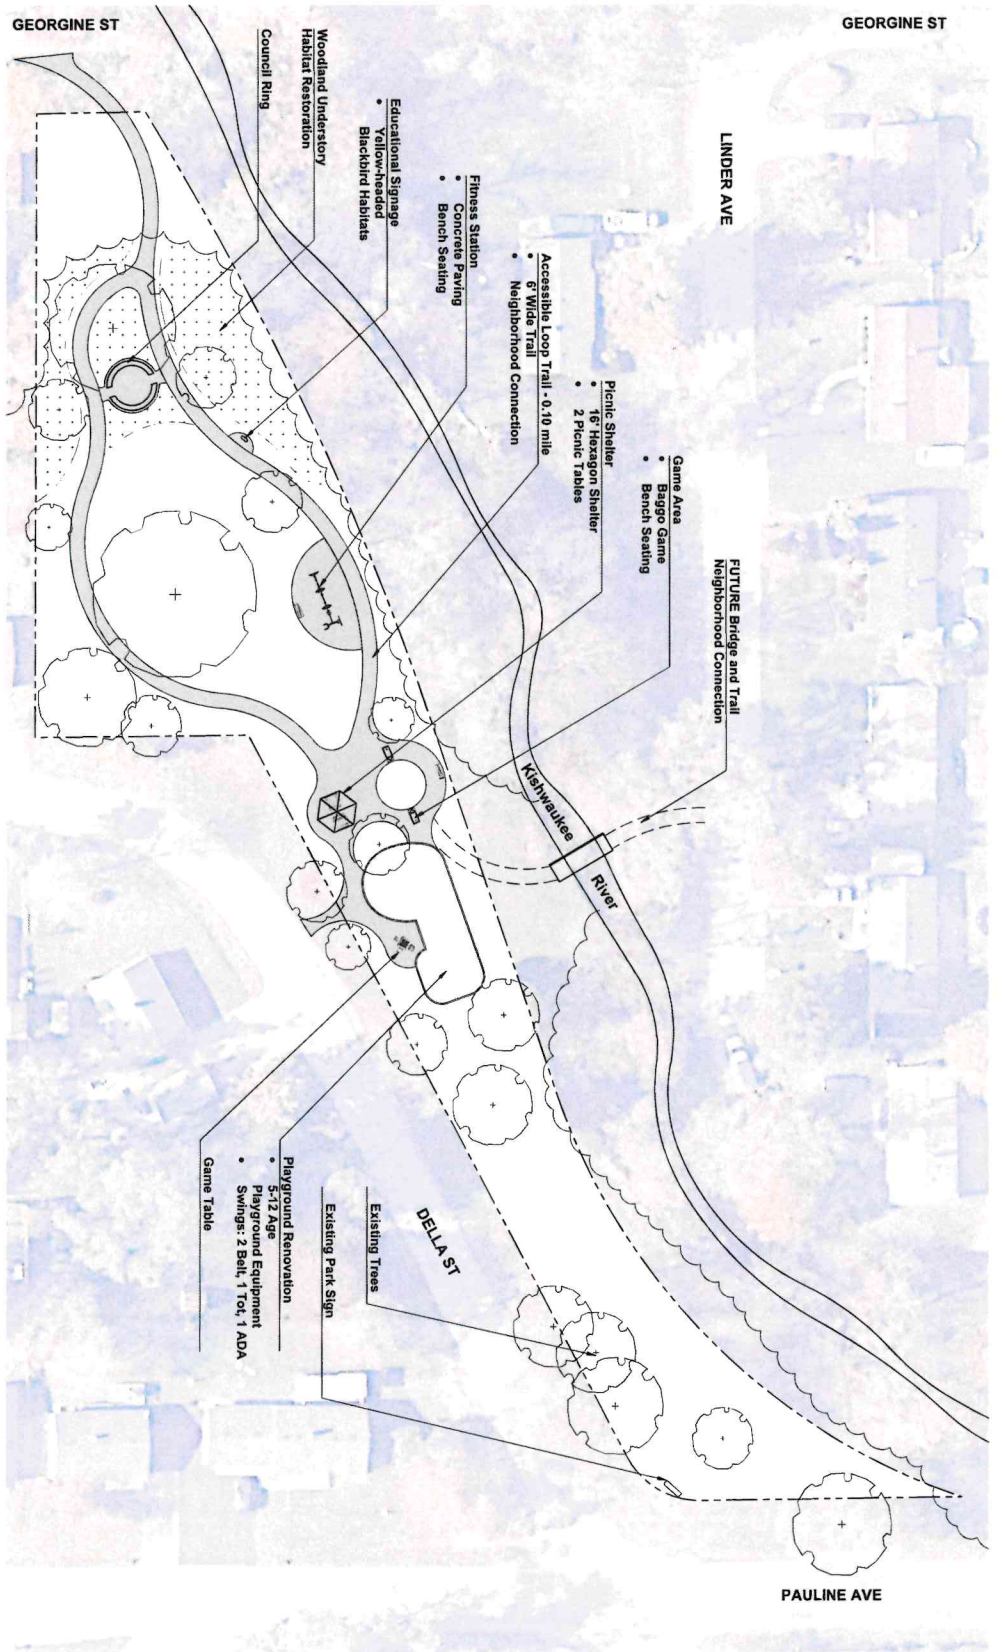 GEORGINE ST
GEORGINE ST
LINDER AVE
Council Ring
Woodland Understory
Habitat Restoration
Educational Signage
• Yellow-headed
Blackbird Habitats
Fitness Station
• Concrete Paving
• Bench Seating
Accessible Loop Trail - 0.10 mile
• 6' Wide Trail
• Neighborhood Connection
Picnic Shelter
• 16' Hexagon Shelter
• 2 Picnic Tables
Game Area
• Baggo Game
• Bench Seating
FUTURE Bridge and Trail
Neighborhood Connection
Kishwaukee
River
Game Table
Playground Renovation
• 5-12 Age
Playground Equipment
• Swings: 2 Belt, 1 Tot, 1 ADA
Existing Park Sign
Existing Trees
DELLA ST
PAULINE AVE